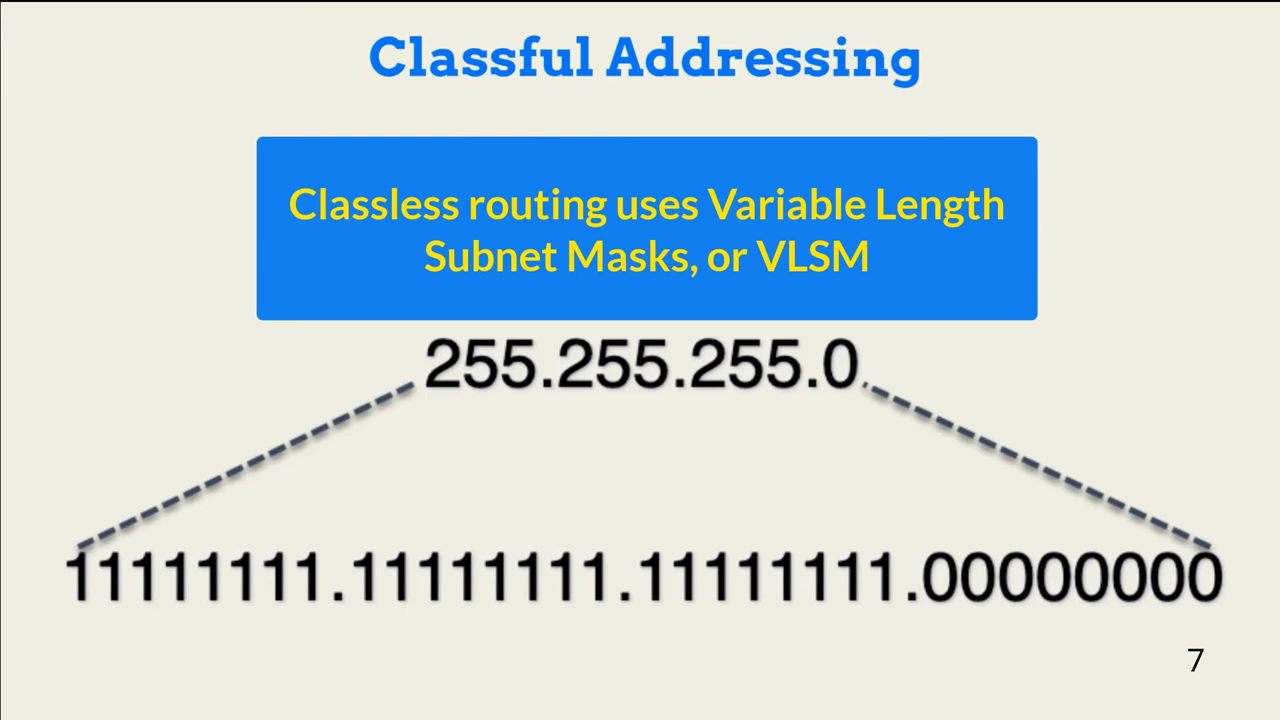 Classful Addressing
Classless routing uses Variable Length
Subnet Masks, or VLSM
255.255.255.0
11111111.11111111.11111111.00000000
7